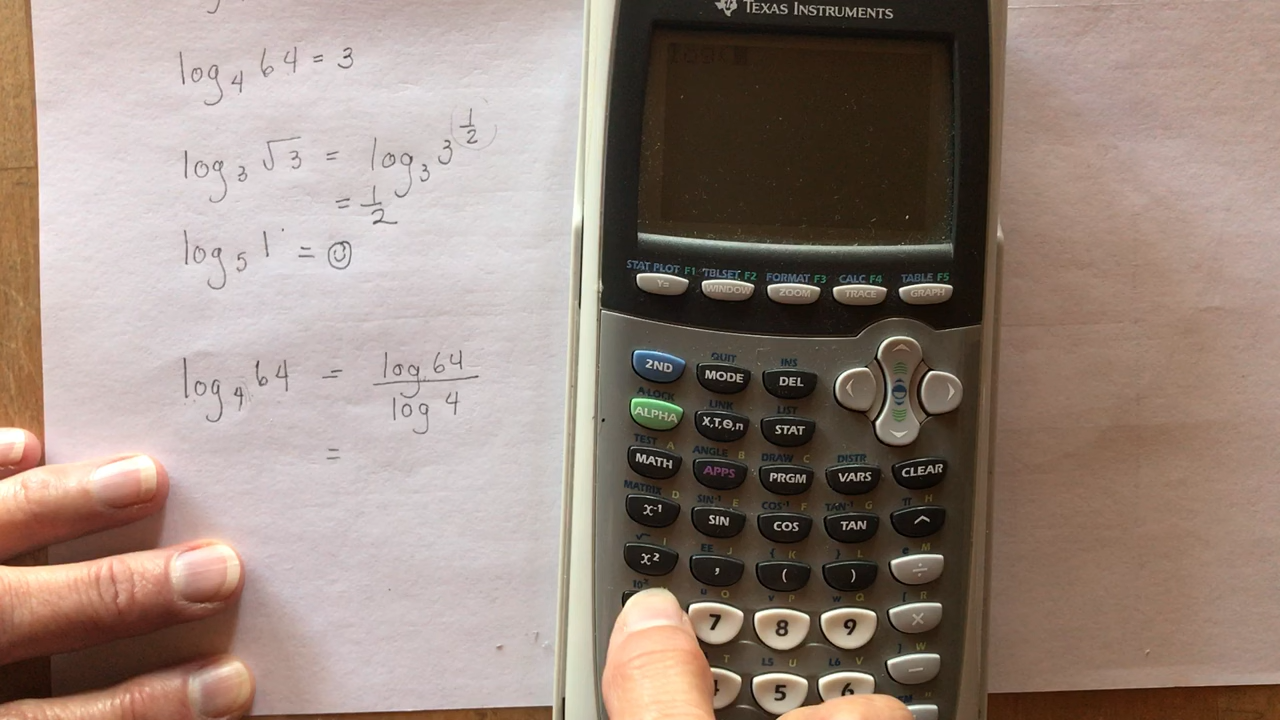 log₄ 64 = 3
log₃ √3 = log₃ 3^(1/2)
= 1/2
log₅ 1 = ☺
log₄ 64 = log 64 / log 4
=
TEXAS INSTRUMENTS
log(
STAT PLOT F1 TBLSET F2 FORMAT F3 CALC F4 TABLE F5
Y= WINDOW ZOOM TRACE GRAPH
QUIT INS
2ND MODE DEL
A-LOCK LINK LIST
ALPHA X,T,Θ,n STAT
TEST A ANGLE B DRAW C DISTR
MATH APPS PRGM VARS CLEAR
MATRIX D SIN⁻¹ E COS⁻¹ F TAN⁻¹ G π H
x⁻¹ SIN COS TAN ^
√ I EE J { K } L e M
x² , ( ) ÷
10ˣ u O v P w Q [ R
7 8 9 ×
T L5 U L6 V ] W
4 5 6 −